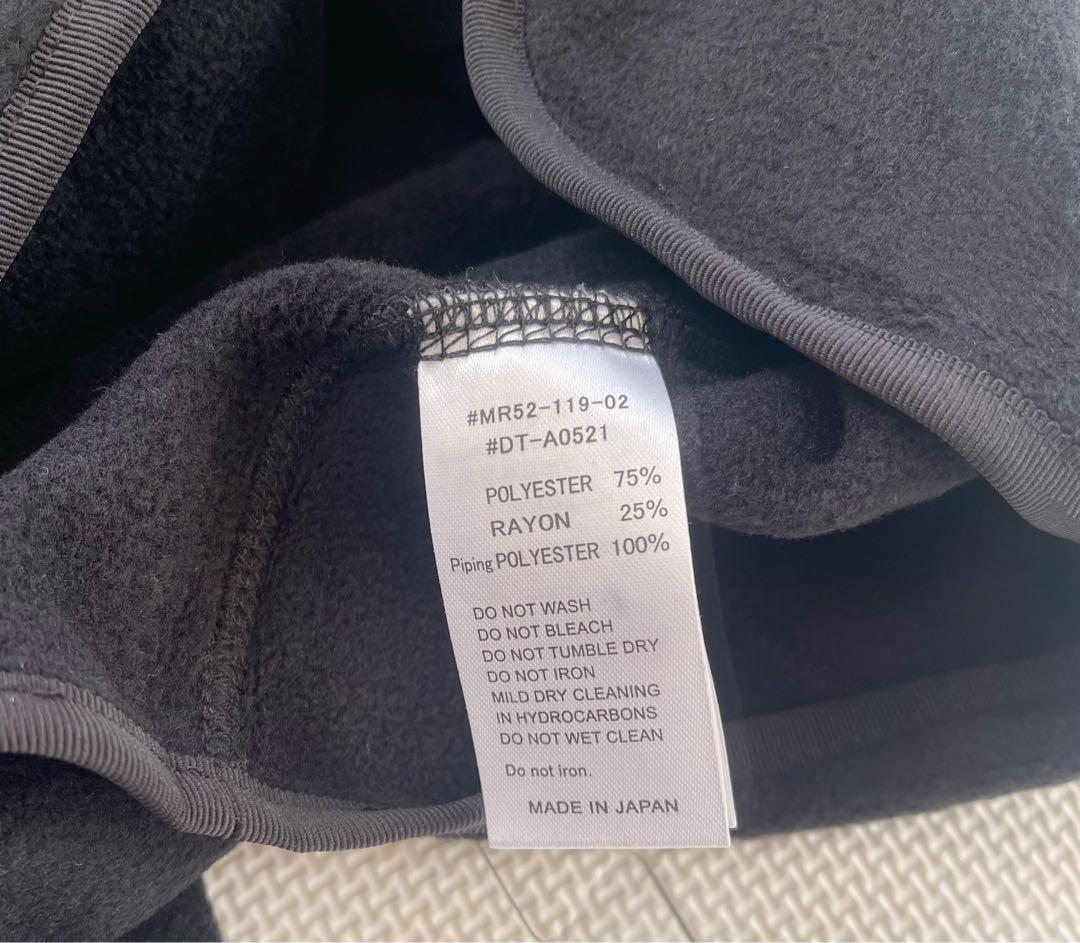 #MR52-119-02
#DT-A0521
POLYESTER 75%
RAYON 25%
Piping POLYESTER 100%
DO NOT WASH
DO NOT BLEACH
DO NOT TUMBLE DRY
DO NOT IRON
MILD DRY CLEANING
IN HYDROCARBONS
DO NOT WET CLEAN
Do not iron.
MADE IN JAPAN